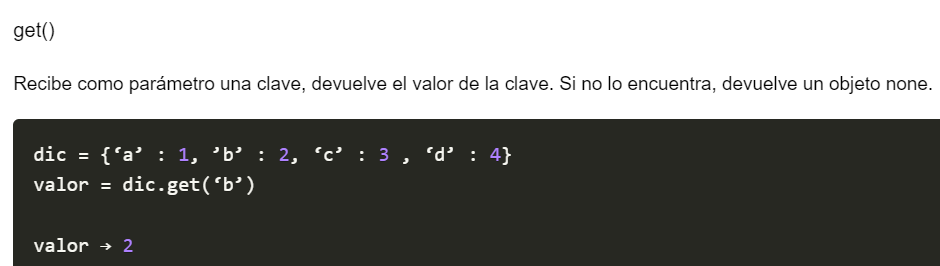 get()
Recibe como parámetro una clave, devuelve el valor de la clave. Si no lo encuentra, devuelve un objeto none.
dic = {‘a’ : 1, ’b’ : 2, ‘c’ : 3 , ‘d’ : 4}
valor = dic.get(‘b’)
valor → 2